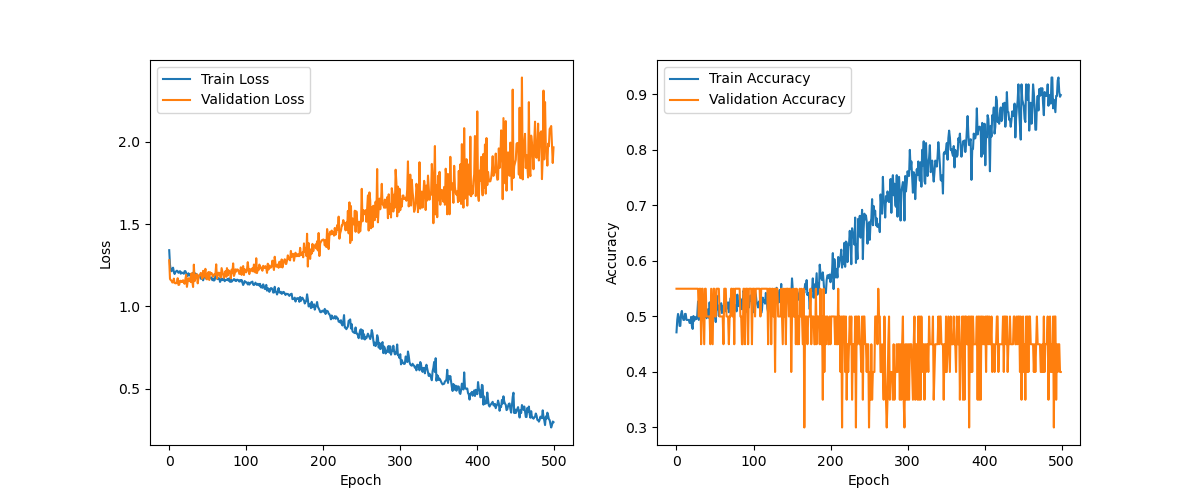 Train Loss
Validation Loss
2.0
1.5
1.0
0.5
Loss
0 100 200 300 400 500
Epoch
Train Accuracy
Validation Accuracy
0.9
0.8
0.7
0.6
0.5
0.4
0.3
Accuracy
0 100 200 300 400 500
Epoch